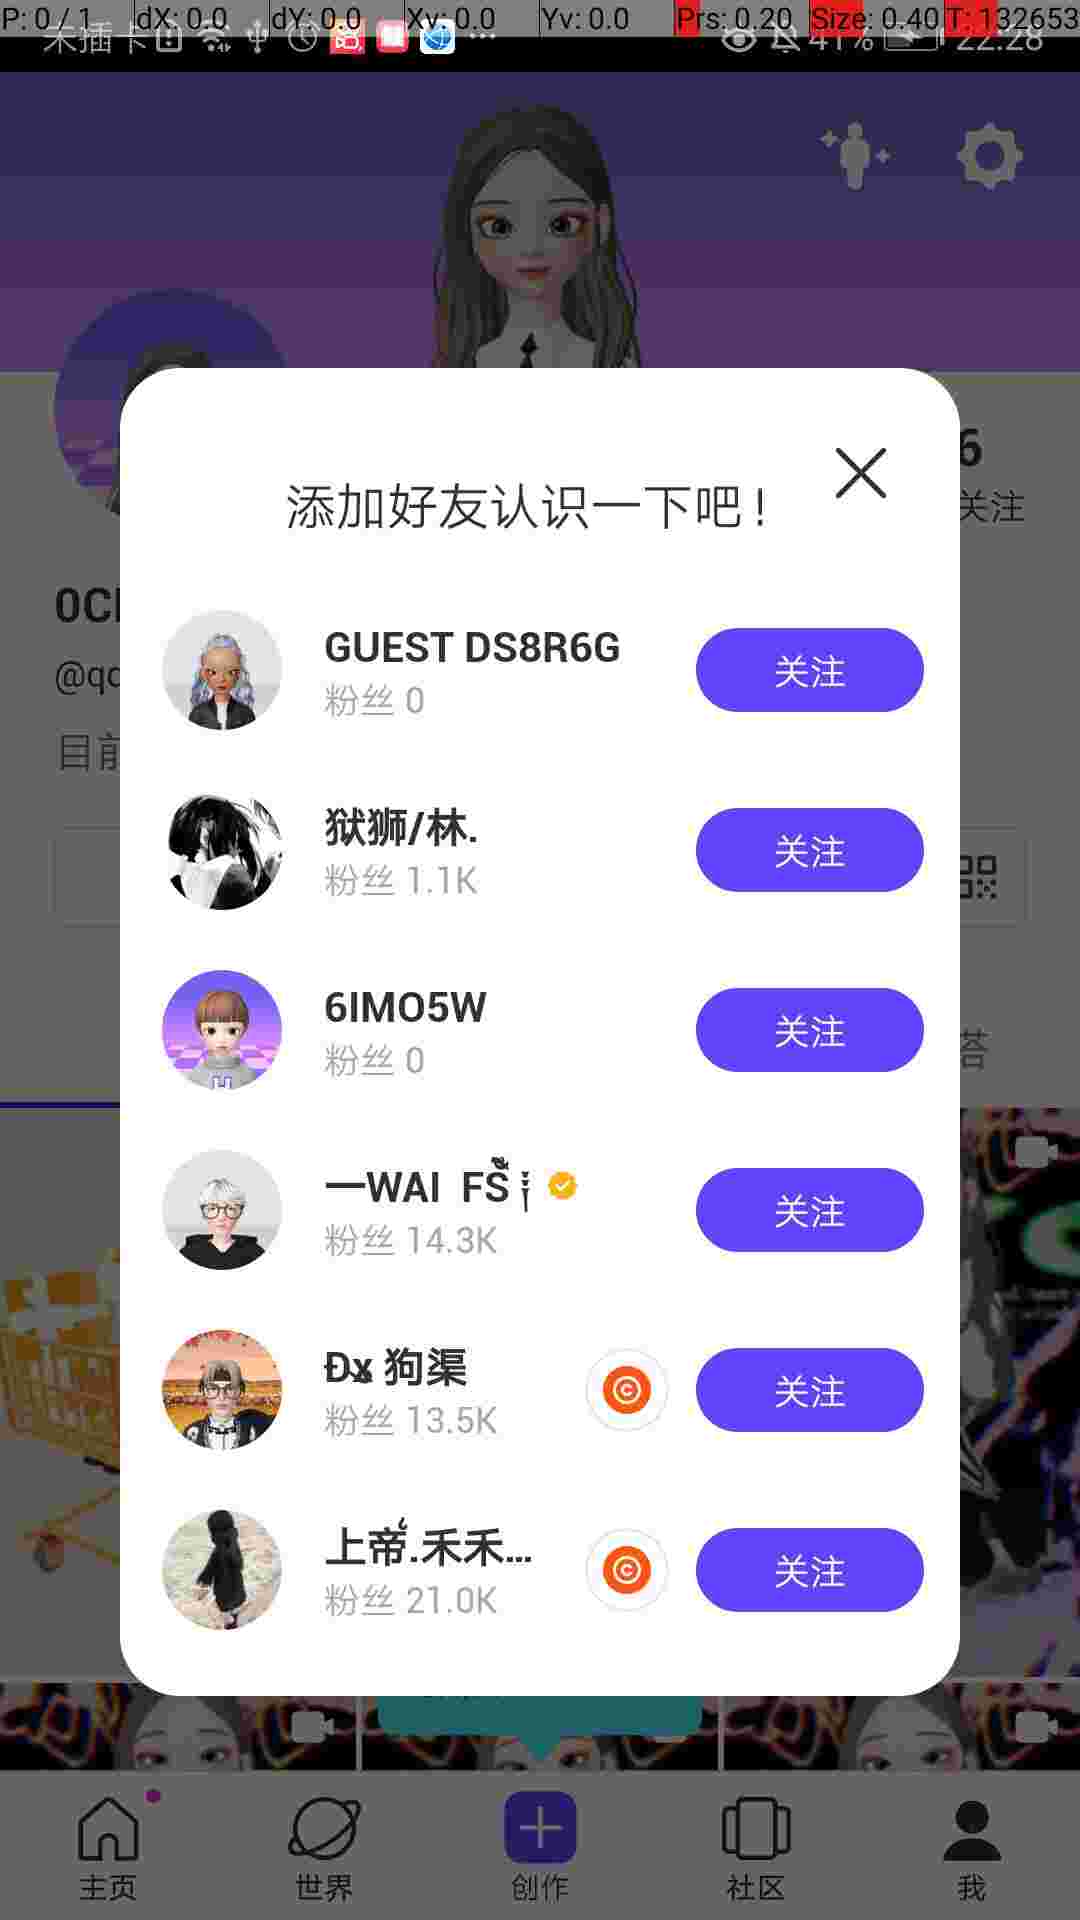 P: 0 / 1 dX: 0.0 dY: 0.0 Xv: 0.0 Yv: 0.0 Prs: 0.20 Size: 0.40 T: 132653
未插卡 41% 22:28
6
关注
添加好友认识一下吧！
@qc
目前
GUEST DS8R6G
粉丝 0
关注
狱狮/林.
粉丝 1.1K
关注
6IMO5W
粉丝 0
关注
答
一WAI FS
粉丝 14.3K
关注
Đx 狗渠
粉丝 13.5K
关注
上帝.禾禾...
粉丝 21.0K
关注
主页 世界 创作 社区 我